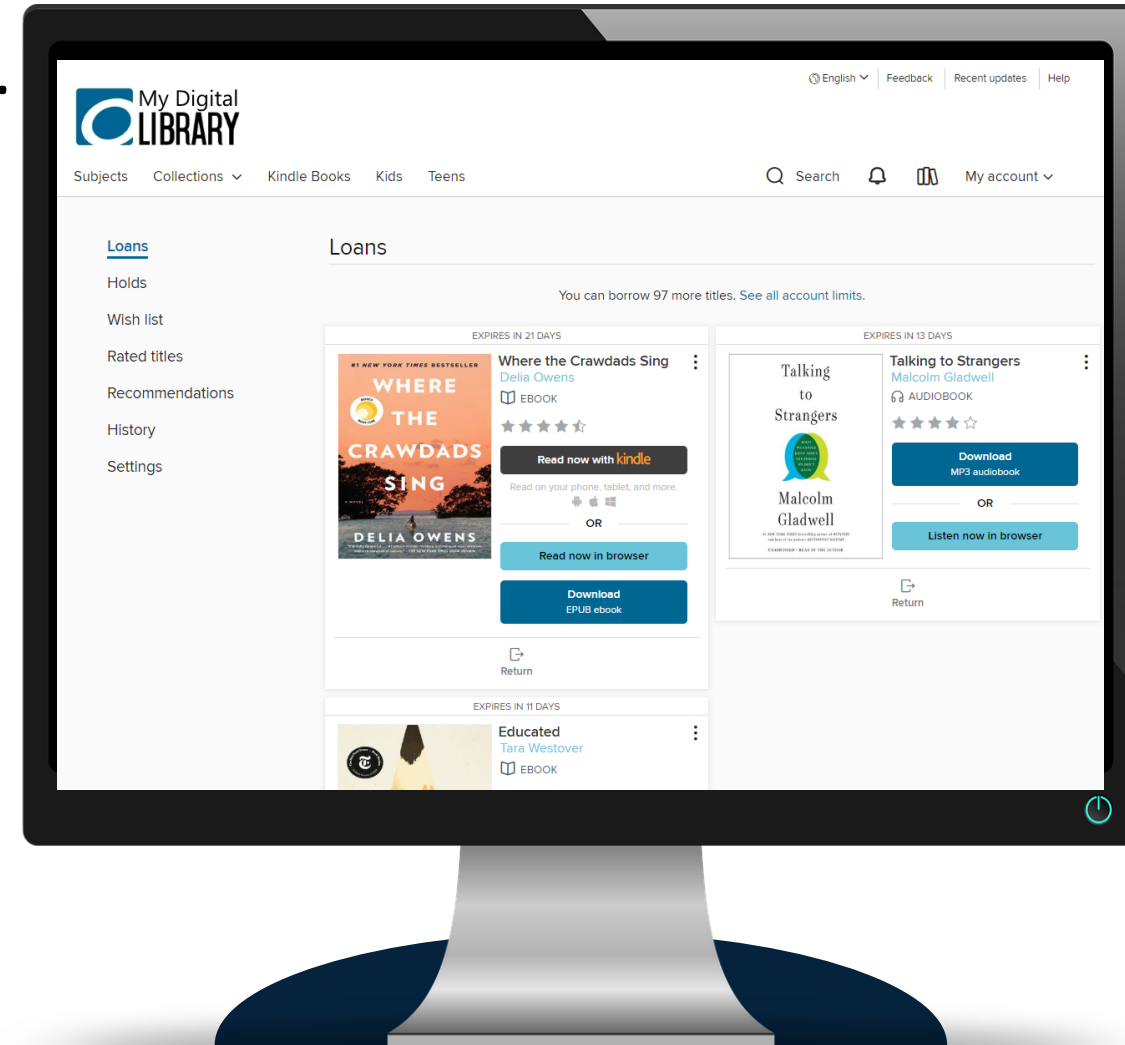 English
Feedback
Recent updates
Help
My Digital
LIBRARY
Subjects
Collections
Kindle Books
Kids
Teens
Search
My account
Loans
Holds
Wish list
Rated titles
Recommendations
History
Settings
Loans
You can borrow 97 more titles. See all account limits.
EXPIRES IN 21 DAYS
#1 NEW YORK TIMES BESTSELLER
WHERE
THE
CRAWDADS
SING
A NOVEL
DELIA OWENS
Where the Crawdads Sing
Delia Owens
EBOOK
Read now with kindle
Read on your phone, tablet, and more.
OR
Read now in browser
Download
EPUB ebook
Return
EXPIRES IN 13 DAYS
Talking
to
Strangers
Malcolm
Gladwell
UNABRIDGED • READ BY THE AUTHOR
Talking to Strangers
Malcolm Gladwell
AUDIOBOOK
Download
MP3 audiobook
OR
Listen now in browser
Return
EXPIRES IN 11 DAYS
Educated
Tara Westover
EBOOK